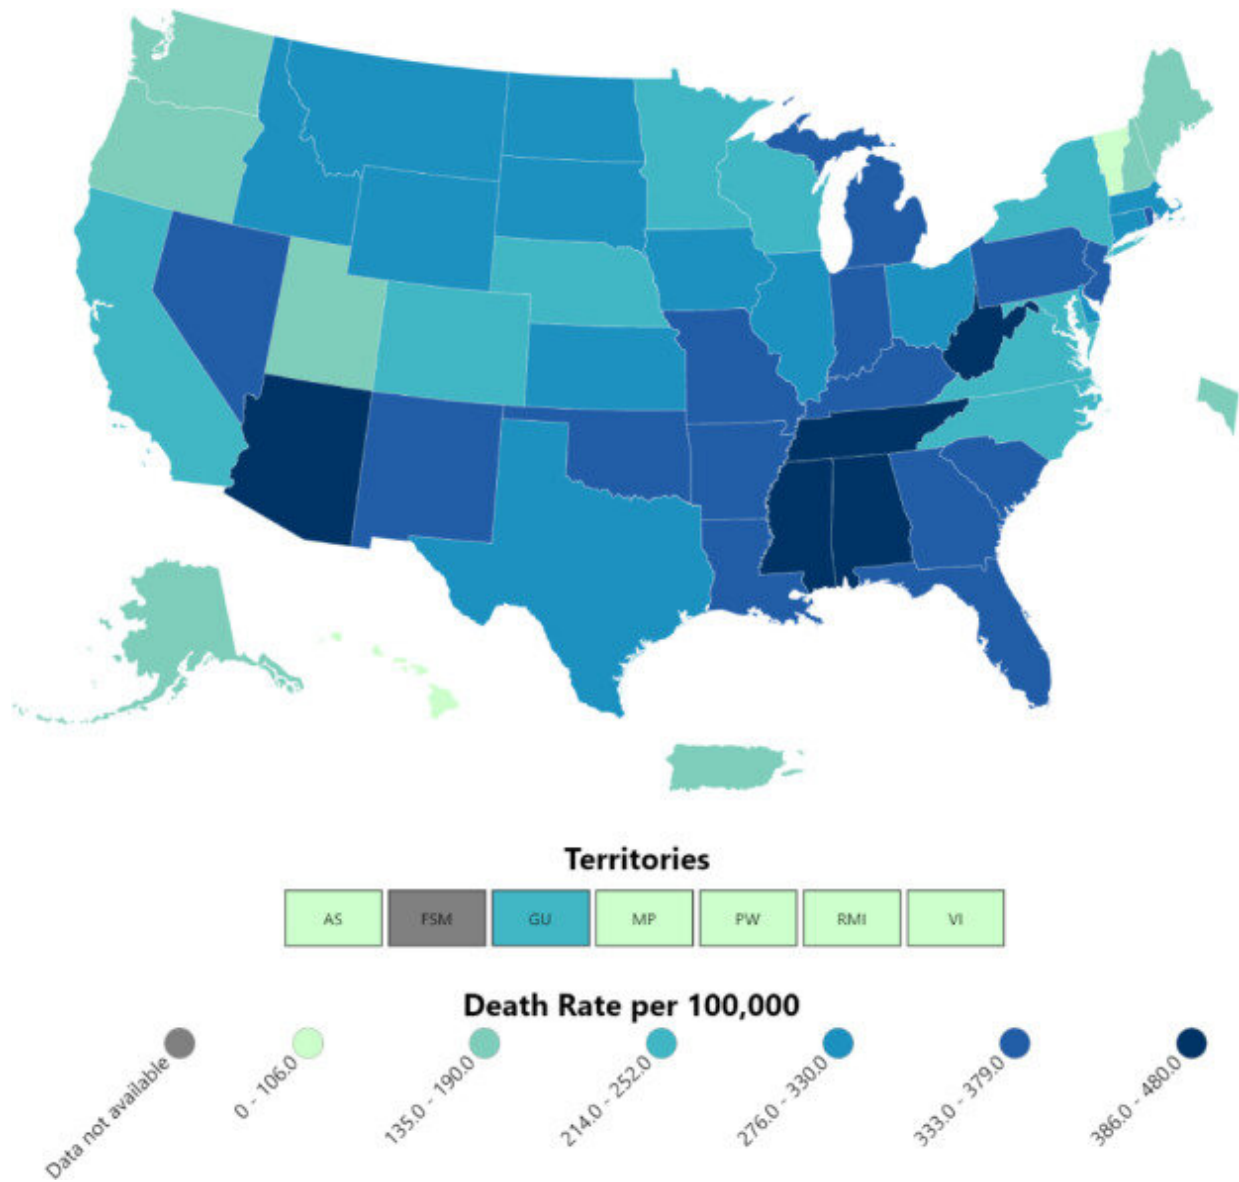 Territories
AS FSM GU MP PW RMI VI
Death Rate per 100,000
Data not available 0 - 106.0 135.0 - 190.0 214.0 - 252.0 276.0 - 330.0 333.0 - 379.0 386.0 - 480.0